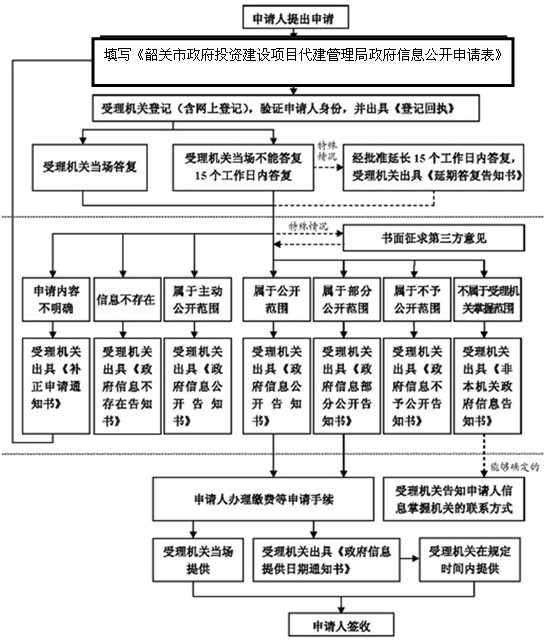 申请人提出申请
填写《韶关市政府投资建设项目代建管理局政府信息公开申请表》
受理机关登记（含网上登记），验证申请人身份，并出具《登记回执》
受理机关当场答复
受理机关当场不能答复
15个工作日内答复
特殊
情况
经批准延长15个工作日内答复，
受理机关出具《延期答复告知书》
特殊情况
书面征求第三方意见
申请内容
不明确
信息不存在
属于主动
公开范围
属于公开
范围
属于部分
公开范围
属于不予
公开范围
不属于受理机
关掌握范围
受理机关
出具《补
正申请通
知书》
受理机关
出具《政
府信息不
存在告知
书》
受理机关
出具《政
府信息公
开告知
书》
受理机关
出具《政
府信息公
开告知
书》
受理机关
出具《政
府信息部
分公开告
知书》
受理机关
出具《政
府信息不
予公开告
知书》
受理机关
出具《非
本机关政
府信息告
知书》
能够确定的
申请人办理缴费等申请手续
受理机关告知申请人信
息掌握机关的联系方式
受理机关当场
提供
受理机关出具《政府信息
提供日期通知书》
受理机关在规定
时间内提供
申请人签收